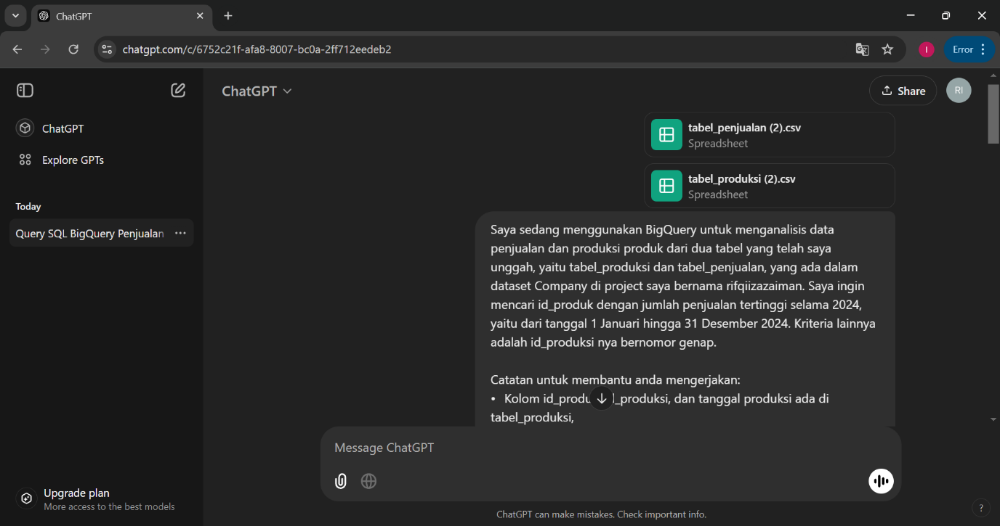 ChatGPT
chatgpt.com/c/6752c21f-afa8-8007-bc0a-2ff712eedeb2
I
Error
ChatGPT
Explore GPTs
Today
Query SQL BigQuery Penjualan
Upgrade plan
More access to the best models
ChatGPT
Share
RI
tabel_penjualan (2).csv
Spreadsheet
tabel_produksi (2).csv
Spreadsheet
Saya sedang menggunakan BigQuery untuk menganalisis data
penjualan dan produksi produk dari dua tabel yang telah saya
unggah, yaitu tabel_produksi dan tabel_penjualan, yang ada dalam
dataset Company di project saya bernama rifqiizazaiman. Saya ingin
mencari id_produk dengan jumlah penjualan tertinggi selama 2024,
yaitu dari tanggal 1 Januari hingga 31 Desember 2024. Kriteria lainnya
adalah id_produksi nya bernomor genap.
Catatan untuk membantu anda mengerjakan:
• Kolom _produksi, dan tanggal produksi ada di
tabel_produksi,
Message ChatGPT
ChatGPT can make mistakes. Check important info.
?